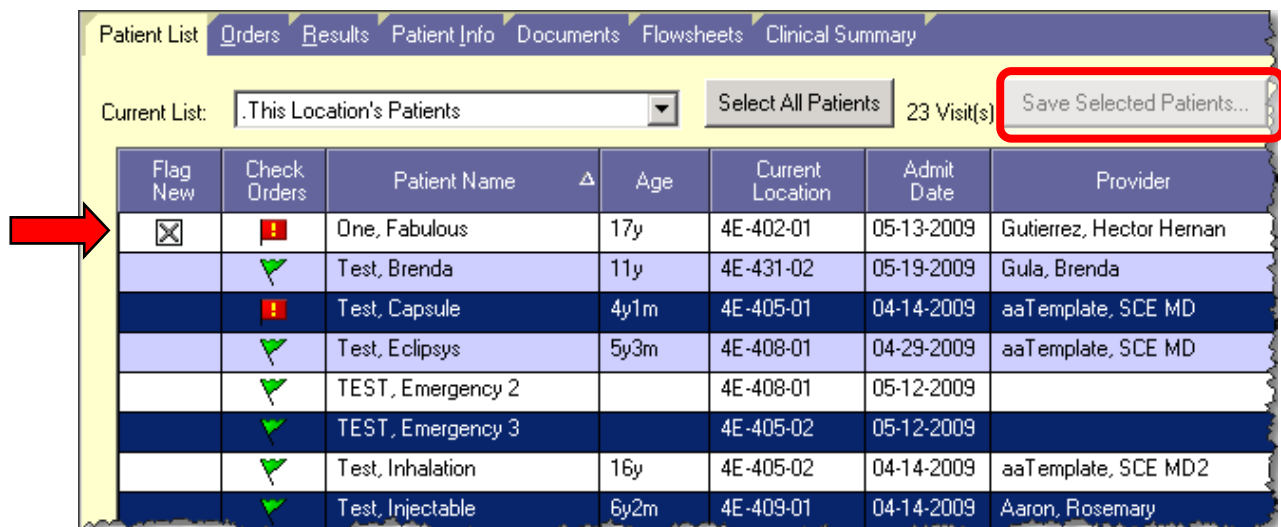 Patient List Orders Results Patient Info Documents Flowsheets Clinical Summary
Current List: .This Location's Patients Select All Patients 23 Visit(s) Save Selected Patients...
Flag New Check Orders Patient Name Age Current Location Admit Date Provider
One, Fabulous 17y 4E-402-01 05-13-2009 Gutierrez, Hector Hernan
Test, Brenda 11y 4E-431-02 05-19-2009 Gula, Brenda
Test, Capsule 4y1m 4E-405-01 04-14-2009 aaTemplate, SCE MD
Test, Eclipsys 5y3m 4E-408-01 04-29-2009 aaTemplate, SCE MD
TEST, Emergency 2 4E-408-01 05-12-2009
TEST, Emergency 3 4E-405-02 05-12-2009
Test, Inhalation 16y 4E-405-02 04-14-2009 aaTemplate, SCE MD2
Test, Injectable 6y2m 4E-409-01 04-14-2009 Aaron, Rosemary